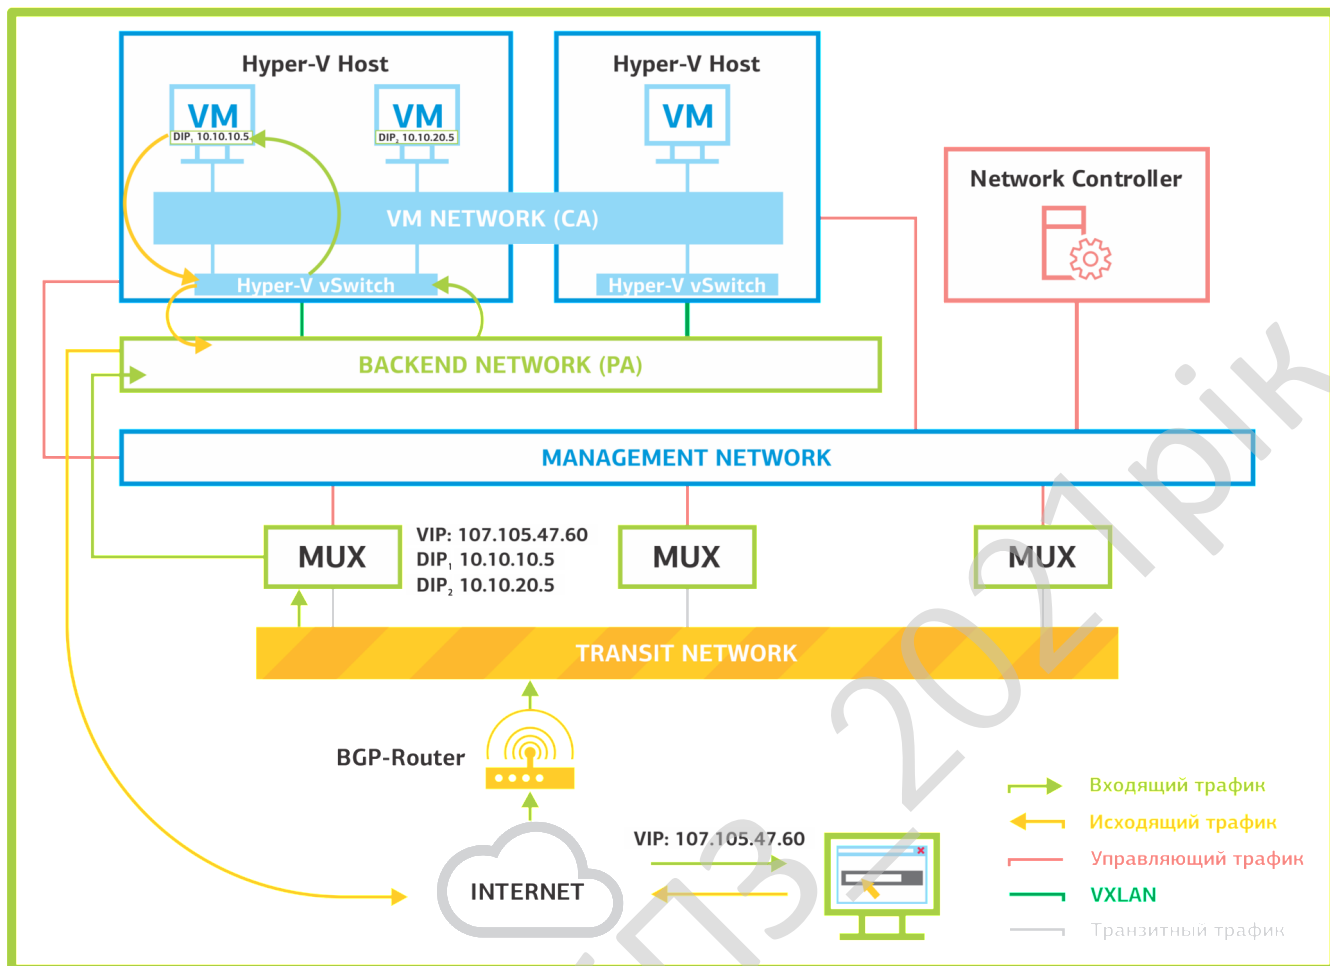 Hyper-V Host
Hyper-V Host
VM
DIP₁ 10.10.10.5
VM
DIP₂ 10.10.20.5
VM
Network Controller
VM NETWORK (CA)
Hyper-V vSwitch
Hyper-V vSwitch
BACKEND NETWORK (PA)
MANAGEMENT NETWORK
MUX
VIP: 107.105.47.60
DIP₁ 10.10.10.5
DIP₂ 10.10.20.5
MUX
MUX
TRANSIT NETWORK
BGP-Router
Входящий трафик
Исходящий трафик
VIP: 107.105.47.60
Управляющий трафик
INTERNET
VXLAN
Транзитный трафик
ПЗ_2021рік